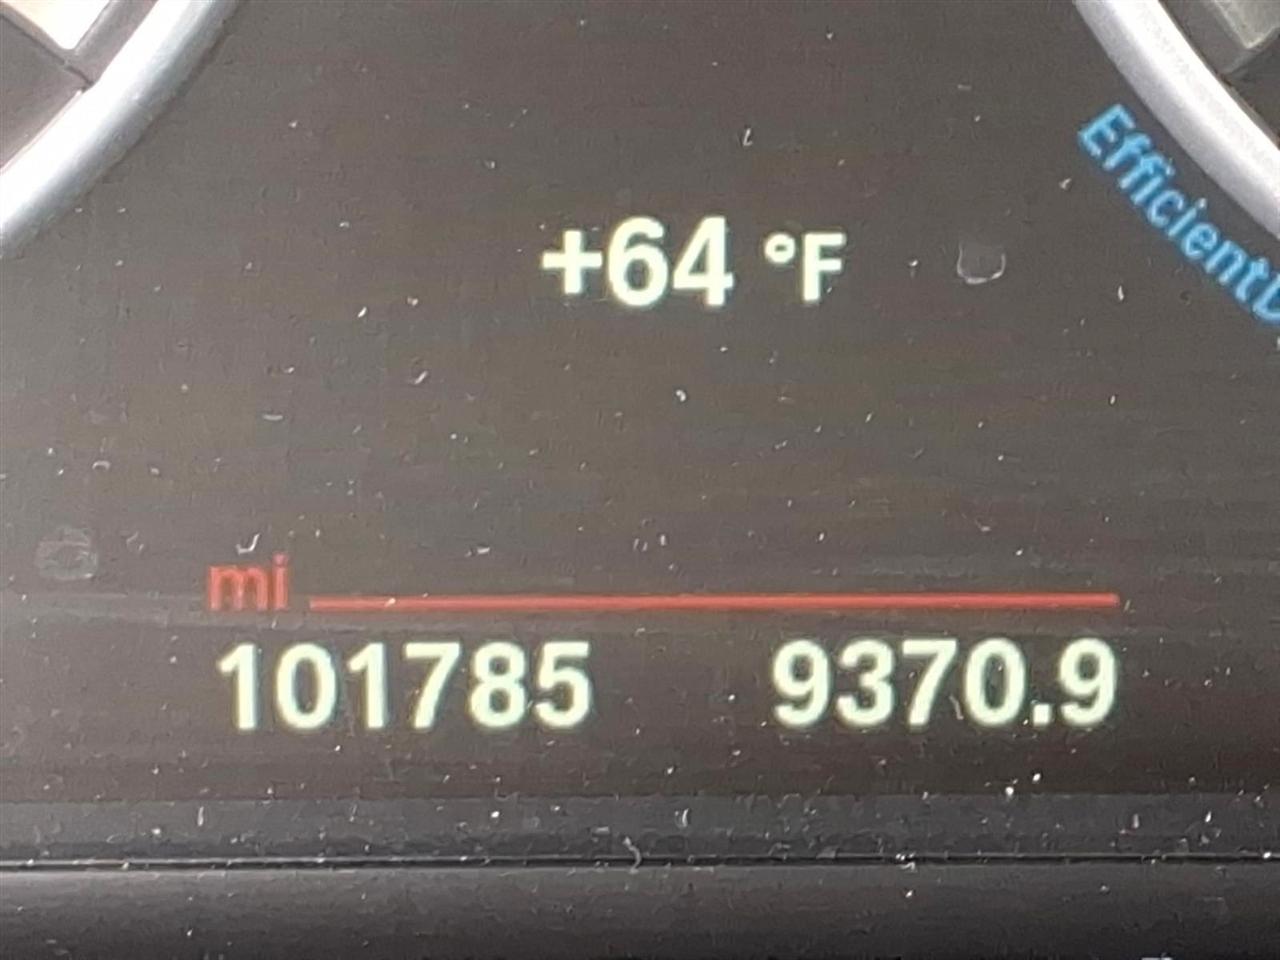 EfficientD
+64 °F
mi
101785 9370.9